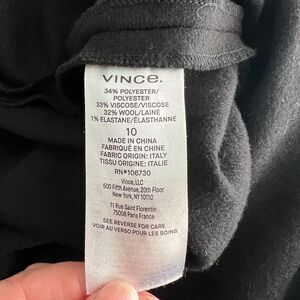 VINCE.
34% POLYESTER/
POLYESTER
33% VISCOSE/VISCOSE
32% WOOL/LAINE
1% ELASTANE/ÉLASTHANNE
10
MADE IN CHINA
FABRIQUÉ EN CHINE
FABRIC ORIGIN: ITALY
TISSU ORIGINE: ITALIE
RN#106730
Vince, LLC
500 Fifth Avenue, 20th Floor
New York, NY 10110
11 Rue Saint Florentin
75008 Paris France
SEE REVERSE FOR CARE
VOIR AU VERSO POUR LES SOINS